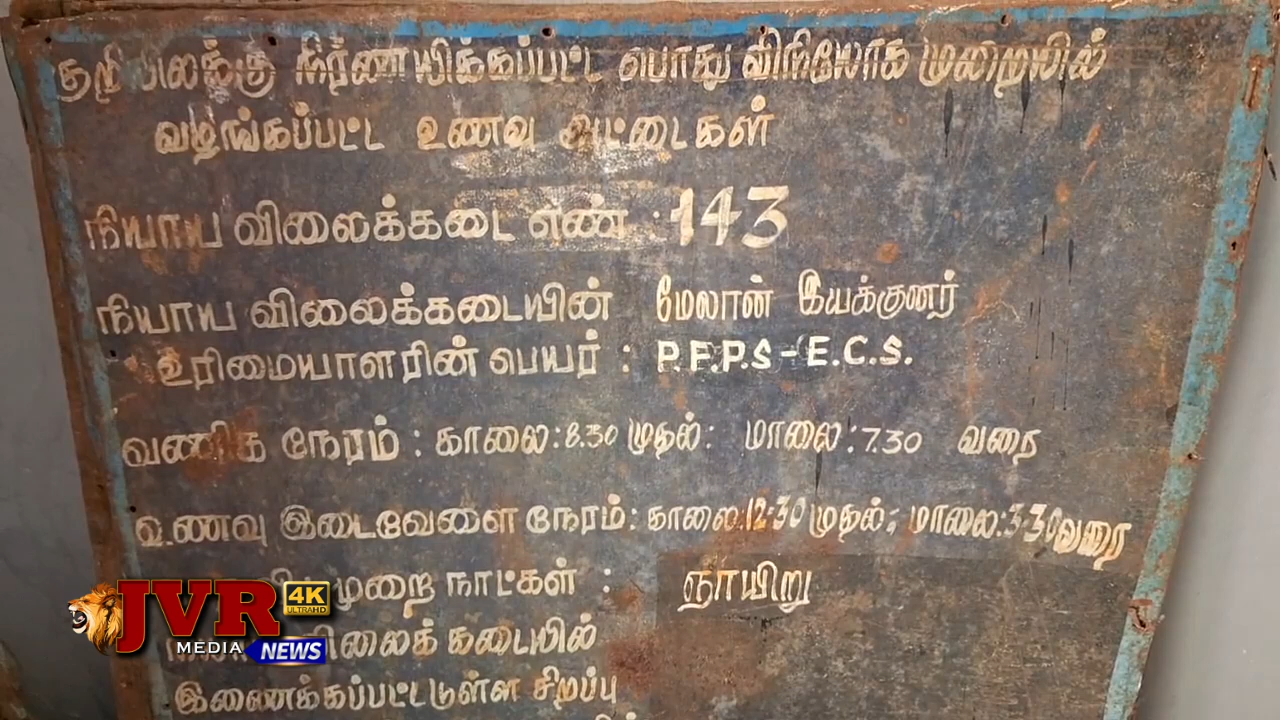 நிர்ணயிக்கப்பட்ட பொது விநியோக முறையில்
வழங்கப்பட்ட உணவு அட்டைகள்
நியாய விலைக்கடை எண் : 143
நியாய விலைக்கடையின் மேலாண் இயக்குனர்
உரிமையாளரின் பெயர் : P.F.P.S - E.C.S.
வணிக நேரம் : காலை: 8.30 முதல்: மாலை: 7.30 வரை
உணவு இடைவேளை நேரம்: காலை: 12:30 முதல்: மாலை: 3.30 வரை
முறை நாட்கள் : ஞாயிறு
விலைக் கடையில்
இணைக்கப்பட்டுள்ள சிறப்பு
JVR
MEDIA NEWS
4K
ULTRA HD